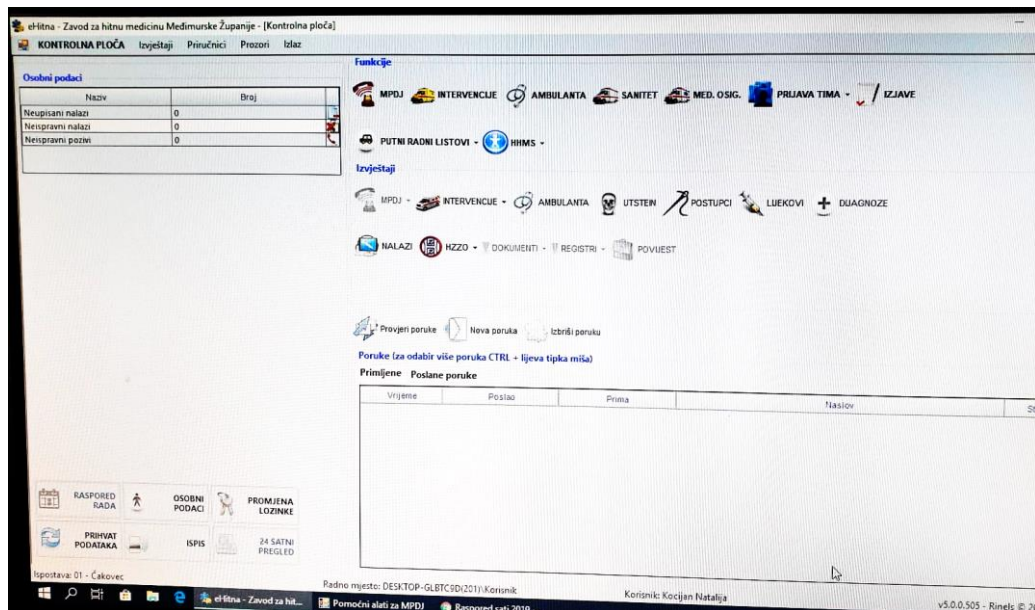 eHitna - Zavod za hitnu medicinu Međimurske Županije - [Kontrolna ploča]
KONTROLNA PLOČA Izvještaji Priručnici Prozori Izlaz
Osobni podaci
Naziv Broj
Neupisani nalazi 0
Neispravni nalazi 0
Neispravni pozivi 0
Funkcije
MPDJ INTERVENCIJE AMBULANTA SANITET MED. OSIG. PRIJAVA TIMA IZJAVE
PUTNI RADNI LISTOVI HHMS
Izvještaji
MPDJ INTERVENCIJE AMBULANTA UTSTEIN POSTUPCI LIJEKOVI DIJAGNOZE
NALAZI HZZO DOKUMENTI REGISTRI POVIJEST
Provjeri poruke Nova poruka Izbriši poruku
Poruke (za odabir više poruka CTRL + lijeva tipka miša)
Primljene Poslane poruke
Vrijeme Poslao Prima Naslov St
RASPORED RADA OSOBNI PODACI PROMJENA LOZINKE
PRIHVAT PODATAKA ISPIS 24 SATNI PREGLED
Ispostava: 01 - Čakovec
Radno mjesto: DESKTOP-GLBTC9D(201)\Korisnik Korisnik: Kocijan Natalija v5.0.0.505 - Rinels © 2
eHitna - Zavod za hit... Pomoćni alati za MPDJ Raspored sati 2019